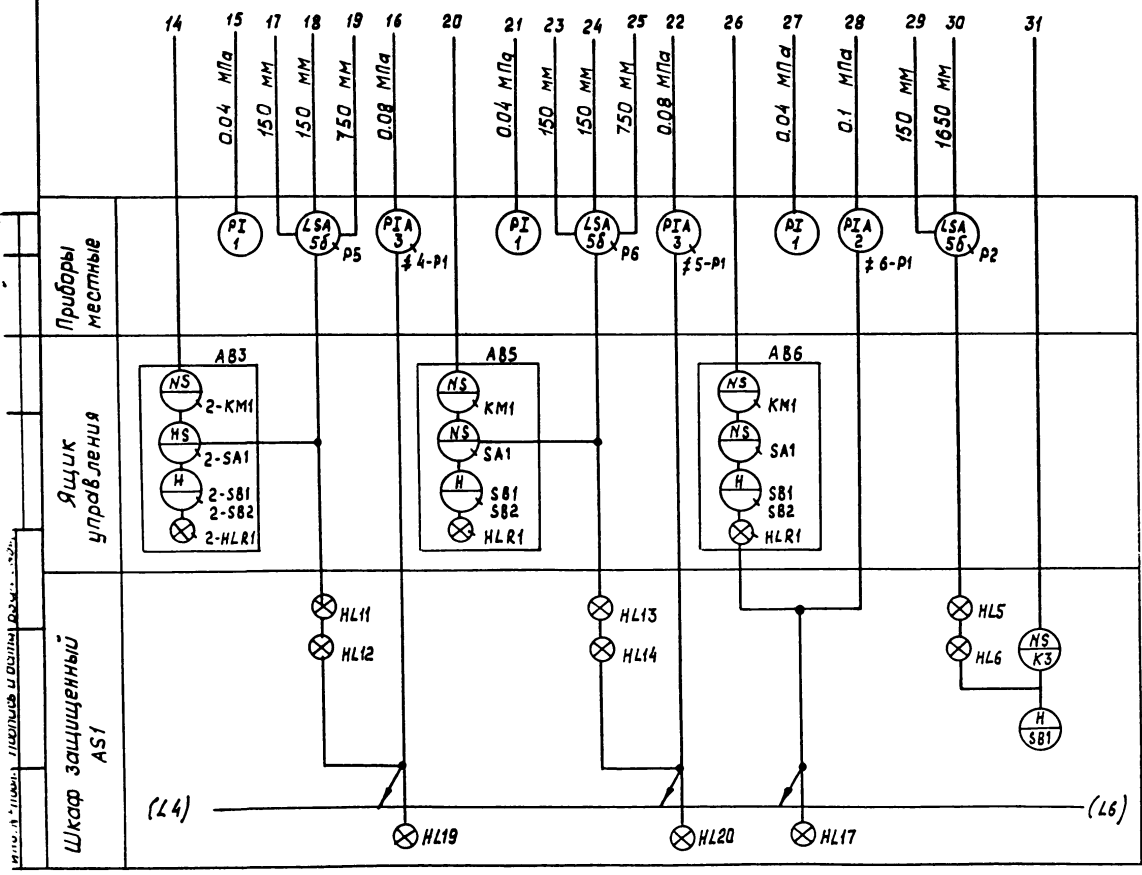 14 15 17 18 19 16 20 21 23 24 25 22 26 27 28 29 30 31
0.04 МПа
150 мм
150 мм
750 мм
0.08 МПа
0.04 МПа
150 мм
150 мм
750 мм
0.08 МПа
0.04 МПа
0.1 МПа
150 мм
1650 мм
Приборы
местные
PI
1
LSA
5б
P5
PIA
3
4-P1
PI
1
LSA
5б
P6
PIA
3
5-P1
PI
1
PIA
2
6-P1
LSA
5б
P2
Ящик
управления
AB3
NS
2-KM1
HS
2-SA1
H
2-SB1
2-SB2
2-HLR1
AB5
NS
KM1
NS
SA1
H
SB1
SB2
HLR1
AB6
NS
KM1
NS
SA1
H
SB1
SB2
HLR1
Шкаф защищенный
AS1
HL11
HL12
HL13
HL14
HL5
HL6
NS
K3
H
SB1
(L4)
(L6)
HL19
HL20
HL17